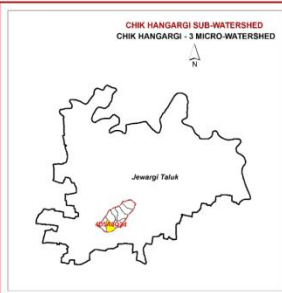 CHIK HANGARGI SUB-WATERSHED
CHIK HANGARGI - 3 MICRO-WATERSHED
N
Jewargi Taluk